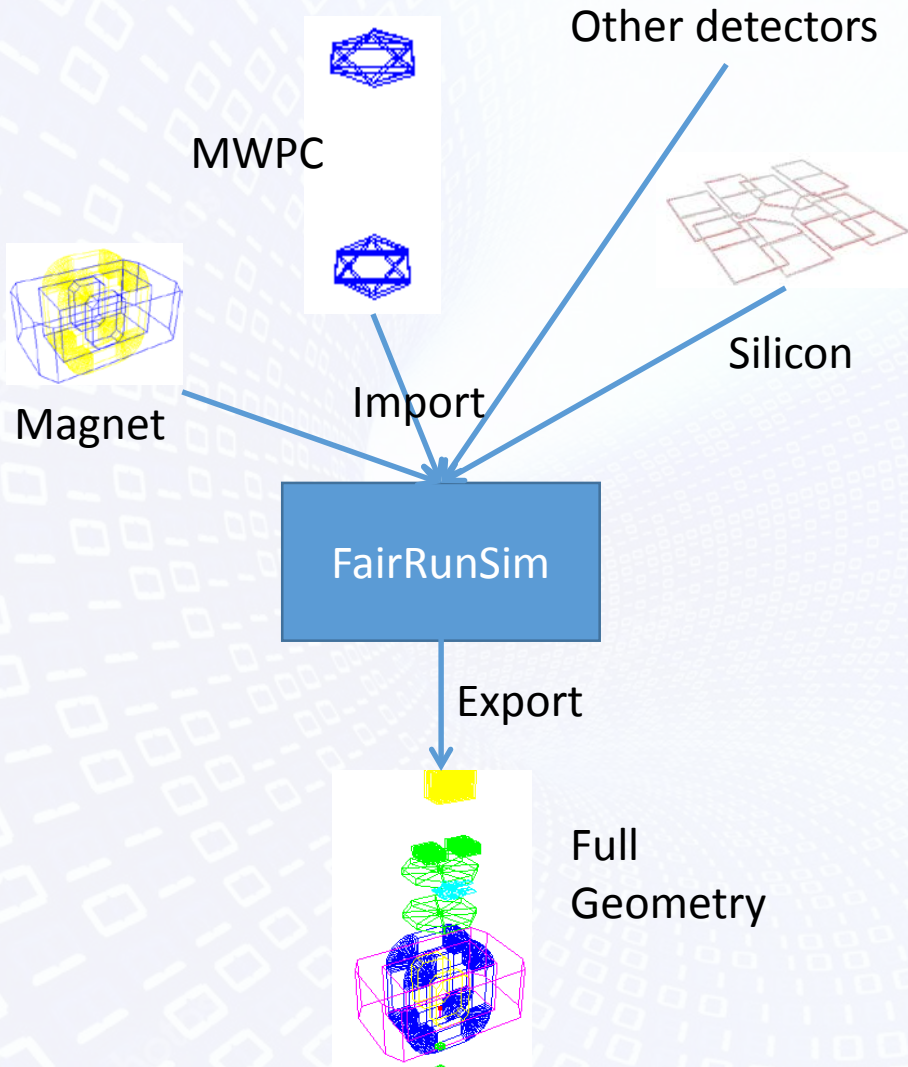 Other detectors
MWPC
Silicon
Magnet
Import
FairRunSim
Export
Full
Geometry